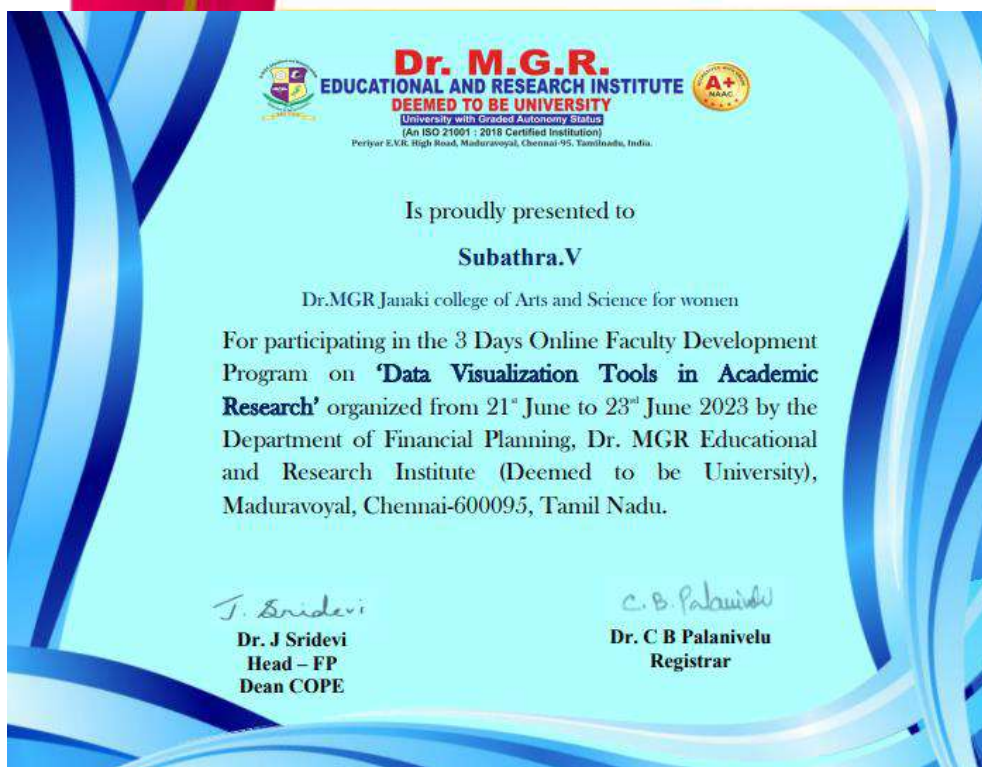 Dr. M.G.R.
EDUCATIONAL AND RESEARCH INSTITUTE
DEEMED TO BE UNIVERSITY
University with Graded Autonomy Status
(An ISO 21001 : 2018 Certified Institution)
Periyar E.V.R. High Road, Maduravoyal, Chennai-95. Tamilnadu, India.
A+
NAAC
Is proudly presented to
Subathra.V
Dr.MGR Janaki college of Arts and Science for women
For participating in the 3 Days Online Faculty Development
Program on ‘Data Visualization Tools in Academic
Research’ organized from 21st June to 23rd June 2023 by the
Department of Financial Planning, Dr. MGR Educational
and Research Institute (Deemed to be University),
Maduravoyal, Chennai-600095, Tamil Nadu.
J. Sridevi
C. B. Palanivelu
Dr. J Sridevi
Head – FP
Dean COPE
Dr. C B Palanivelu
Registrar